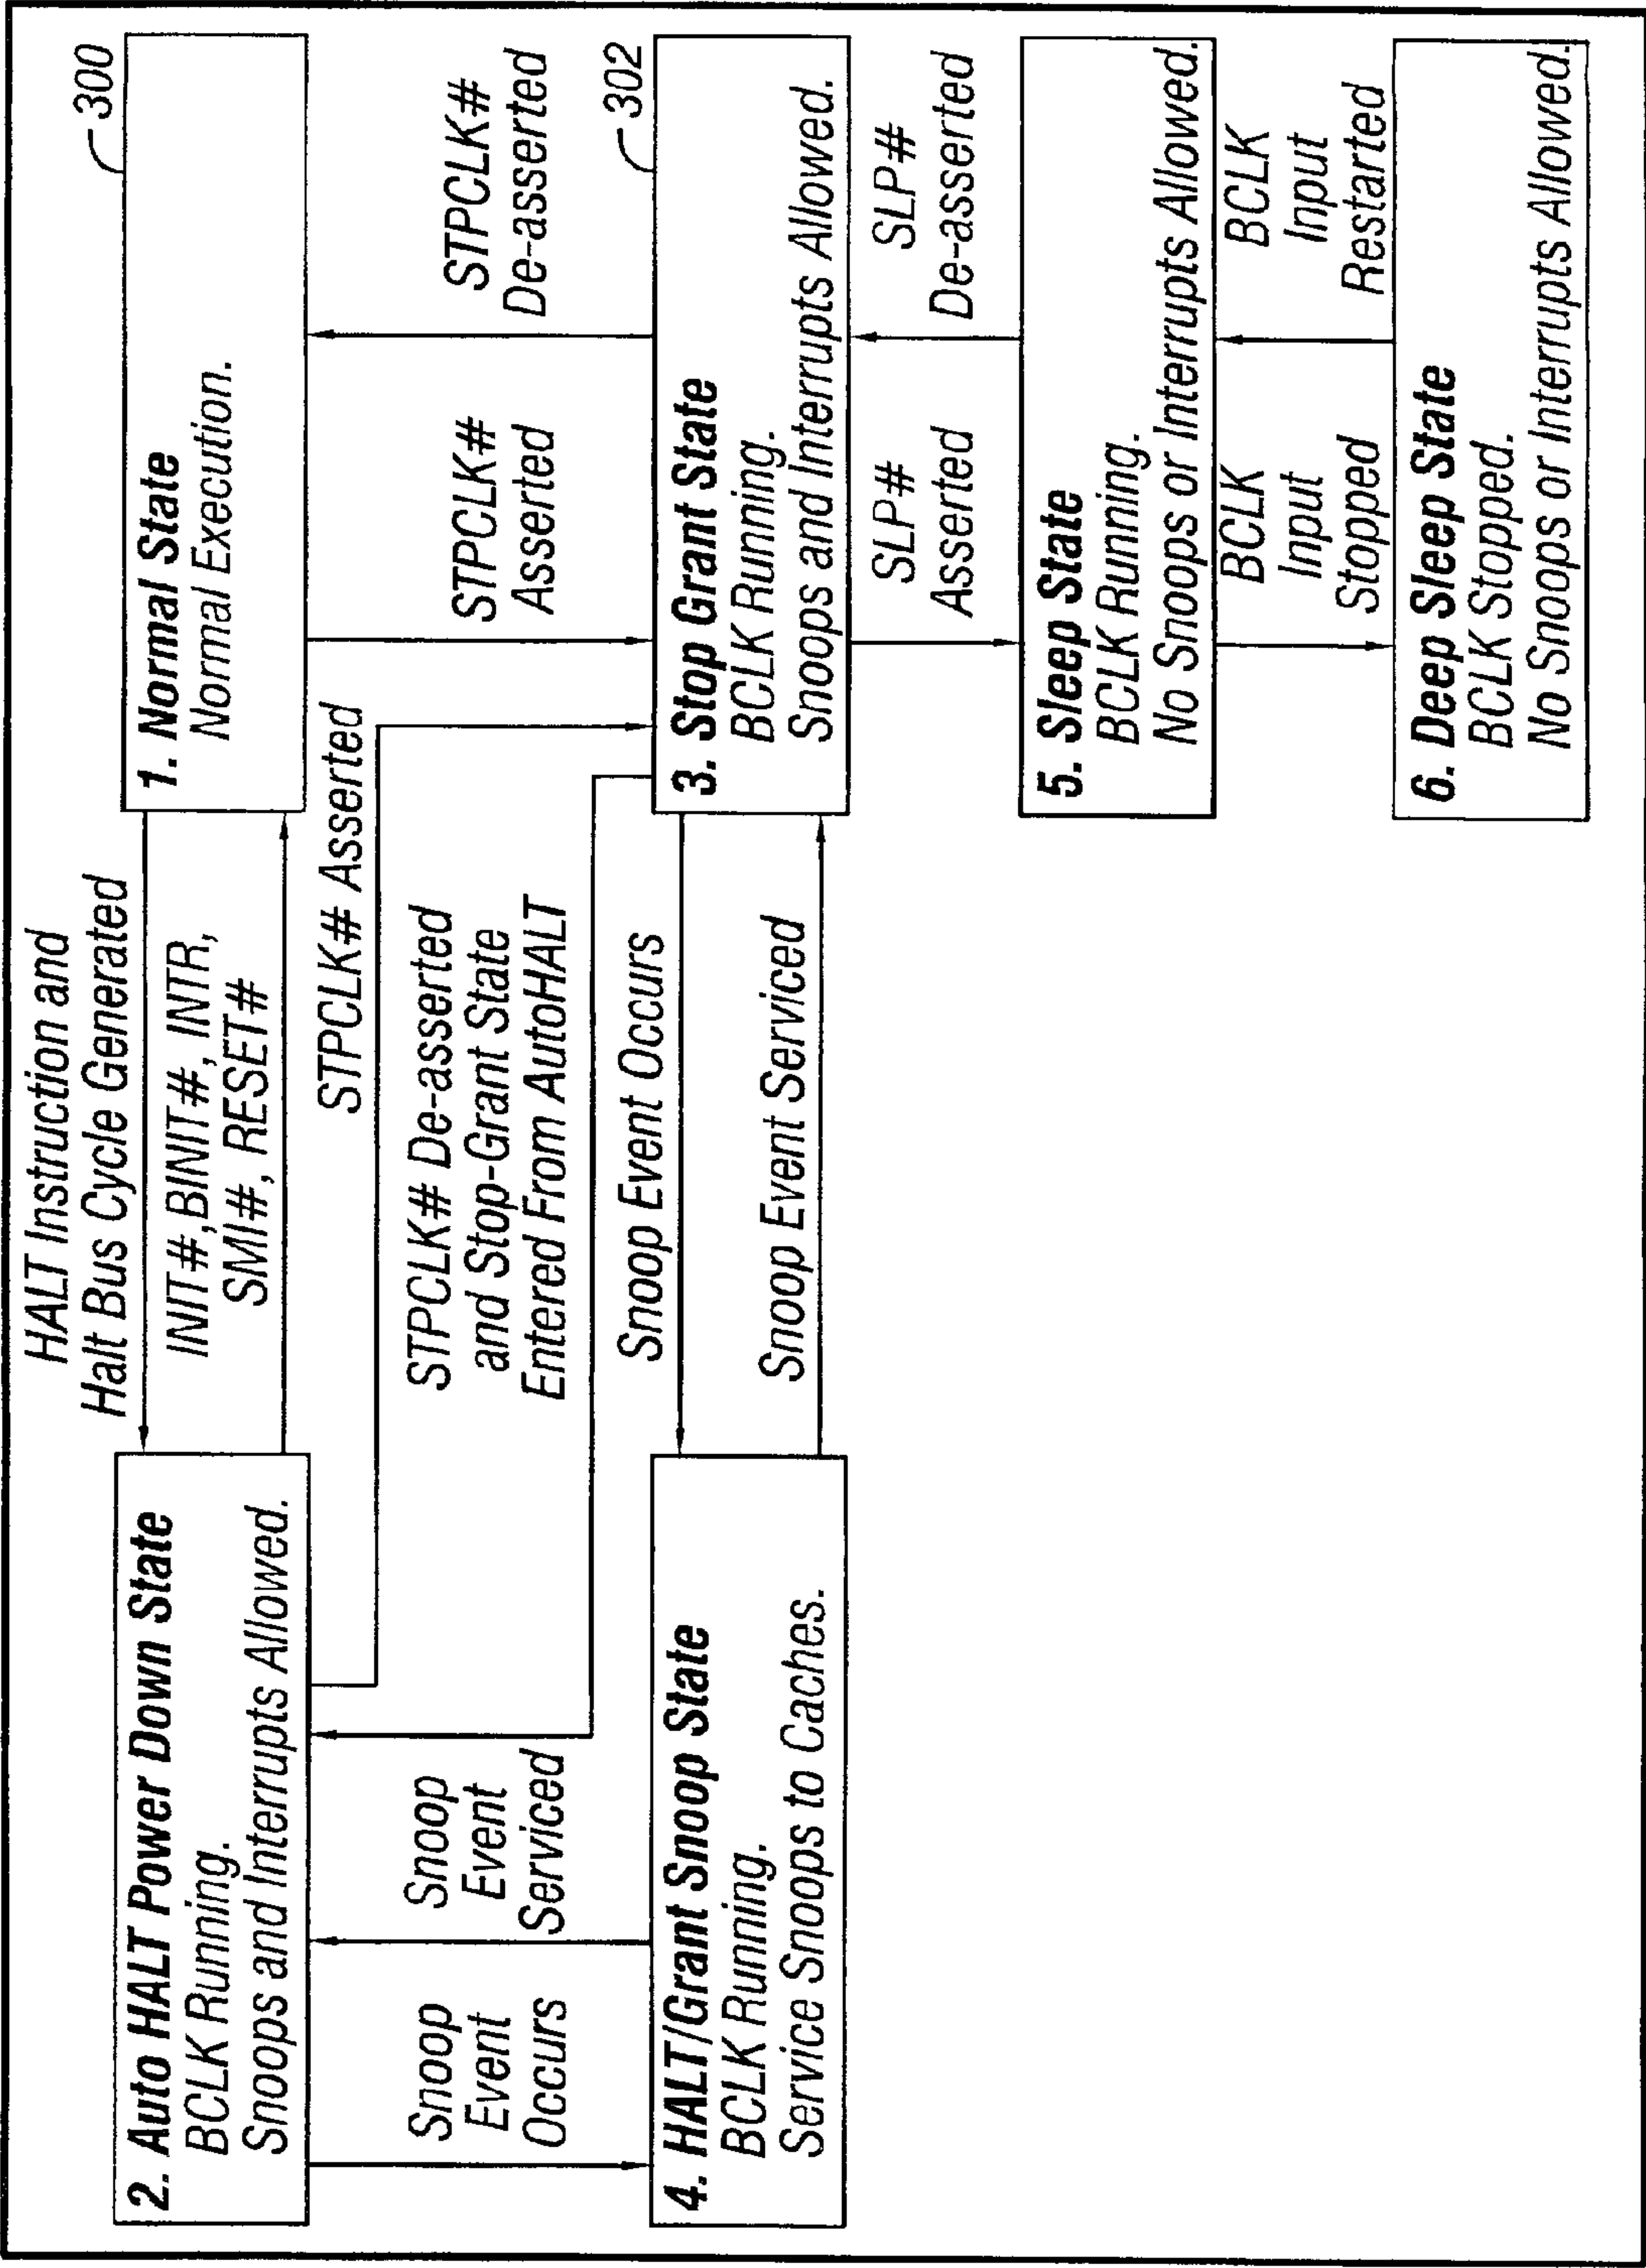 HALT Instruction and
Halt Bus Cycle Generated
300
2. Auto HALT Power Down State
BCLK Running.
Snoops and Interrupts Allowed.
INIT#,BINIT#, INTR,
SMI#, RESET#
1. Normal State
Normal Execution.
STPCLK# Asserted
Snoop
Event
Occurs
Snoop
Event
Serviced
STPCLK# De-asserted
and Stop-Grant State
Entered From AutoHALT
STPCLK#
Asserted
STPCLK#
De-asserted
302
Snoop Event Occurs
4. HALT/Grant Snoop State
BCLK Running.
Service Snoops to Caches.
Snoop Event Serviced
3. Stop Grant State
BCLK Running.
Snoops and Interrupts Allowed.
SLP#
Asserted
SLP#
De-asserted
5. Sleep State
BCLK Running.
No Snoops or Interrupts Allowed.
BCLK
Input
Stopped
BCLK
Input
Restarted
6. Deep Sleep State
BCLK Stopped.
No Snoops or Interrupts Allowed.